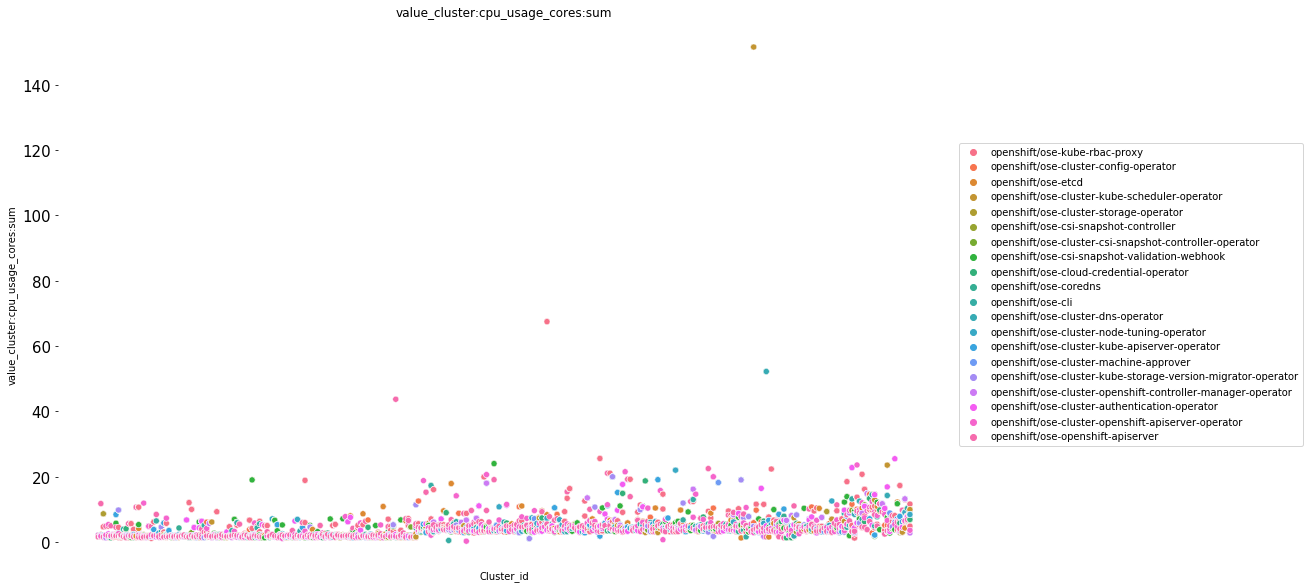 value_cluster:cpu_usage_cores:sum
140
120
100
80
60
40
20
0
value_cluster:cpu_usage_cores:sum
Cluster_id
openshift/ose-kube-rbac-proxy
openshift/ose-cluster-config-operator
openshift/ose-etcd
openshift/ose-cluster-kube-scheduler-operator
openshift/ose-cluster-storage-operator
openshift/ose-csi-snapshot-controller
openshift/ose-cluster-csi-snapshot-controller-operator
openshift/ose-csi-snapshot-validation-webhook
openshift/ose-cloud-credential-operator
openshift/ose-coredns
openshift/ose-cli
openshift/ose-cluster-dns-operator
openshift/ose-cluster-node-tuning-operator
openshift/ose-cluster-kube-apiserver-operator
openshift/ose-cluster-machine-approver
openshift/ose-cluster-kube-storage-version-migrator-operator
openshift/ose-cluster-openshift-controller-manager-operator
openshift/ose-cluster-authentication-operator
openshift/ose-cluster-openshift-apiserver-operator
openshift/ose-openshift-apiserver